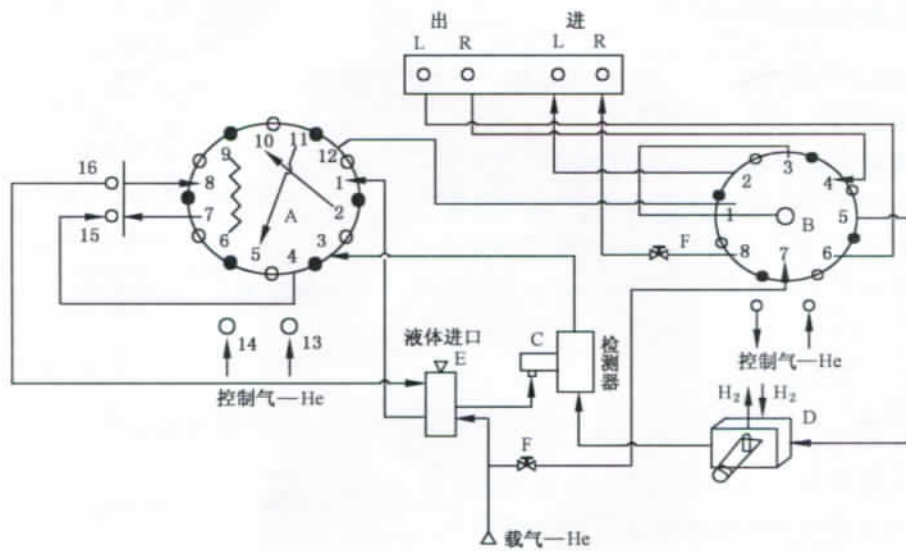 出 进
L R L R
10 11
9 12
16 8 1
A
15 7 2
6 3
5 4
14 13
控制气—He
3
2 4
B
1 5
8 7 6
F
控制气—He
液体进口
C
E
检测器
H₂ H₂
D
F
载气—He